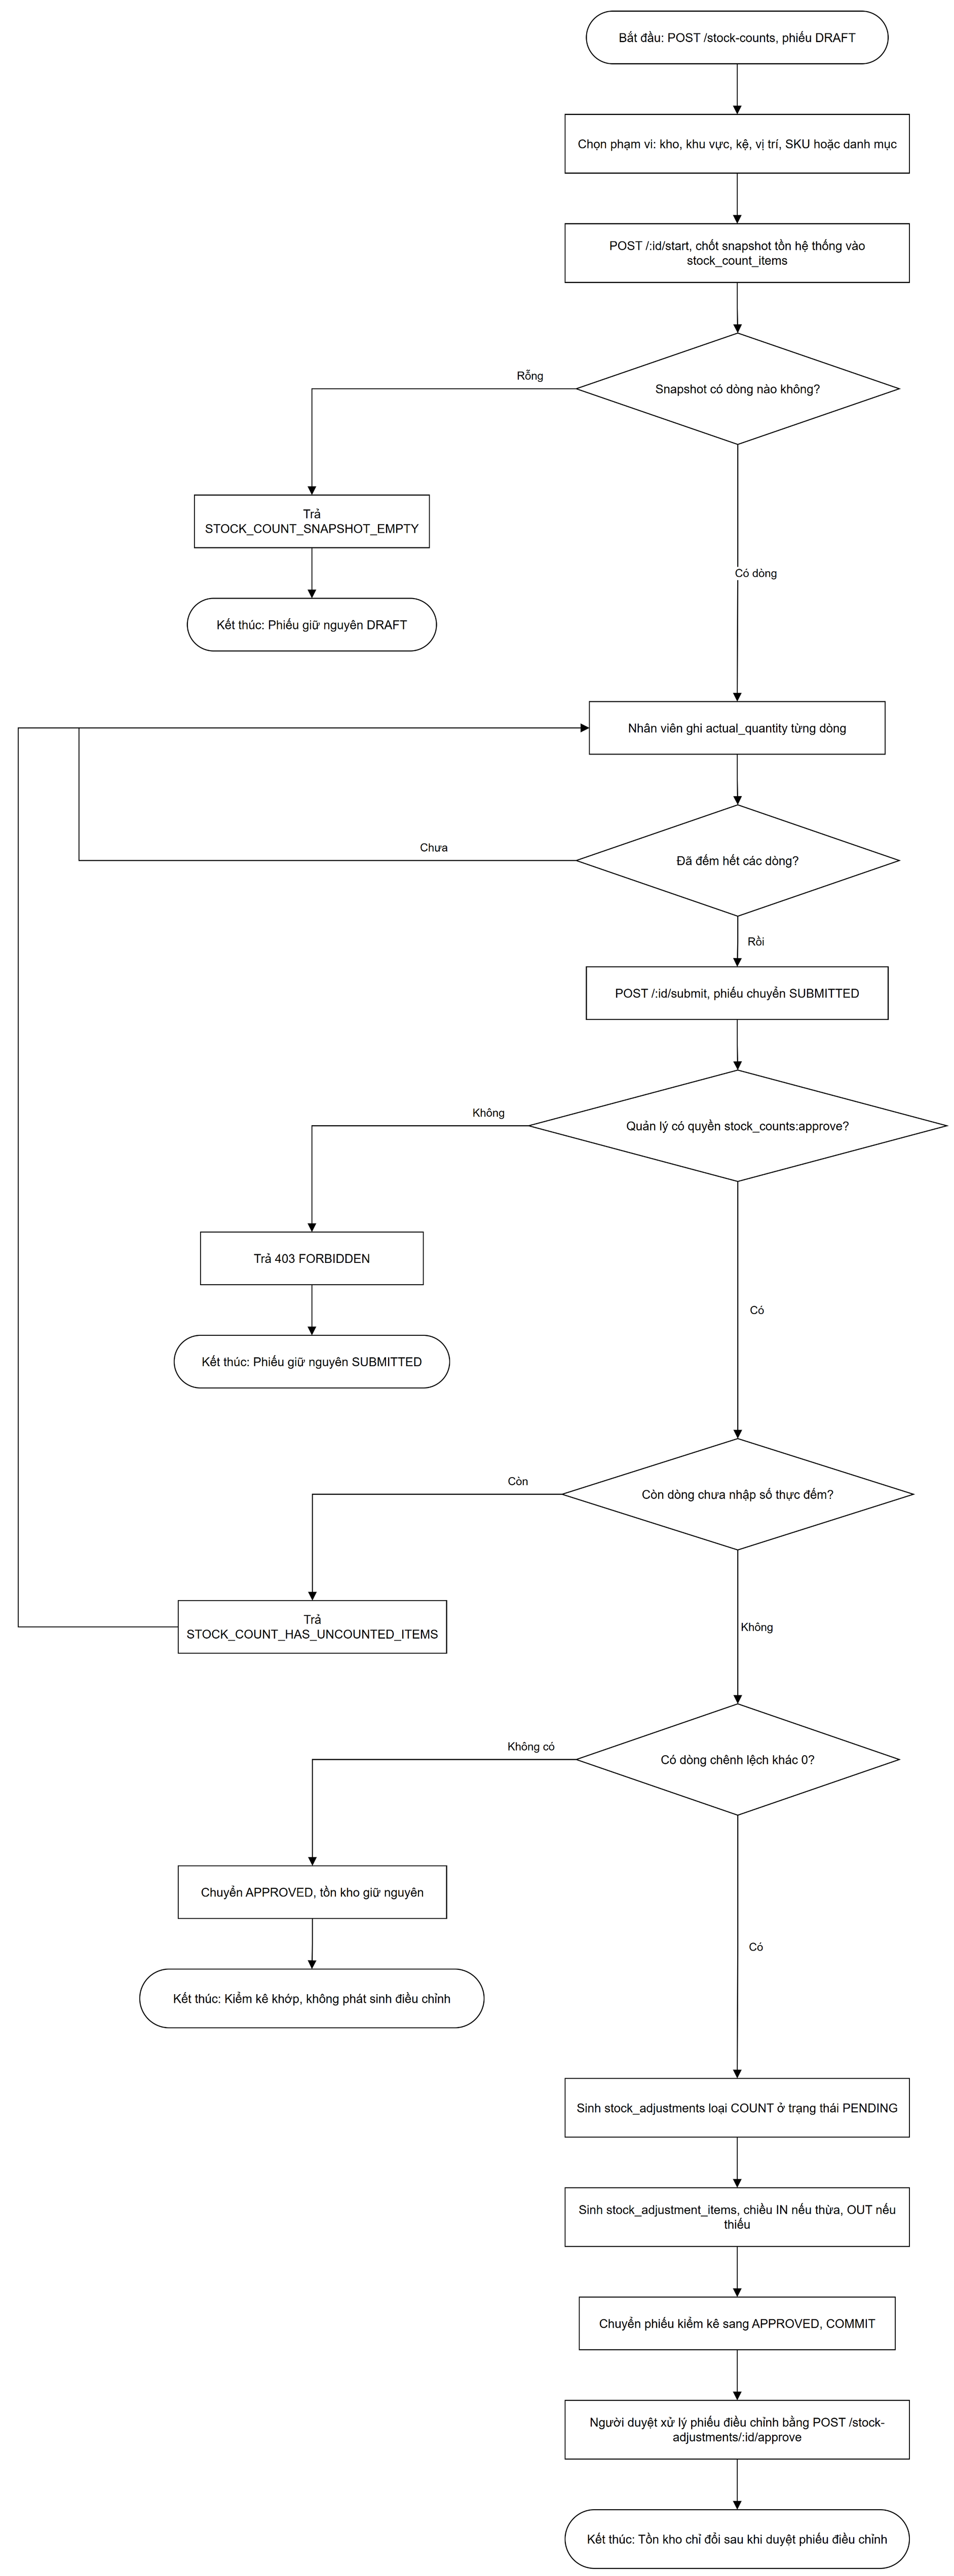 Bắt đầu: POST /stock-counts, phiếu DRAFT
Chọn phạm vi: kho, khu vực, kệ, vị trí, SKU hoặc danh mục
POST /:id/start, chốt snapshot tồn hệ thống vào
stock_count_items
Snapshot có dòng nào không?
Rỗng
Trả
STOCK_COUNT_SNAPSHOT_EMPTY
Kết thúc: Phiếu giữ nguyên DRAFT
Có dòng
Nhân viên ghi actual_quantity từng dòng
Đã đếm hết các dòng?
Chưa
Rồi
POST /:id/submit, phiếu chuyển SUBMITTED
Quản lý có quyền stock_counts:approve?
Không
Trả 403 FORBIDDEN
Kết thúc: Phiếu giữ nguyên SUBMITTED
Có
Còn dòng chưa nhập số thực đếm?
Còn
Trả
STOCK_COUNT_HAS_UNCOUNTED_ITEMS
Không
Có dòng chênh lệch khác 0?
Không có
Chuyển APPROVED, tồn kho giữ nguyên
Kết thúc: Kiểm kê khớp, không phát sinh điều chỉnh
Có
Sinh stock_adjustments loại COUNT ở trạng thái PENDING
Sinh stock_adjustment_items, chiều IN nếu thừa, OUT nếu
thiếu
Chuyển phiếu kiểm kê sang APPROVED, COMMIT
Người duyệt xử lý phiếu điều chỉnh bằng POST /stock-
adjustments/:id/approve
Kết thúc: Tồn kho chỉ đổi sau khi duyệt phiếu điều chỉnh